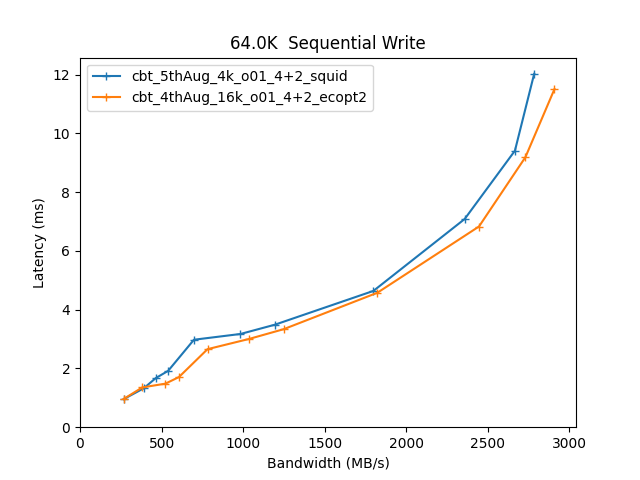 64.0K  Sequential Write
cbt_5thAug_4k_o01_4+2_squid
cbt_4thAug_16k_o01_4+2_ecopt2
Latency (ms)
12
10
8
6
4
2
0
0 500 1000 1500 2000 2500 3000
Bandwidth (MB/s)